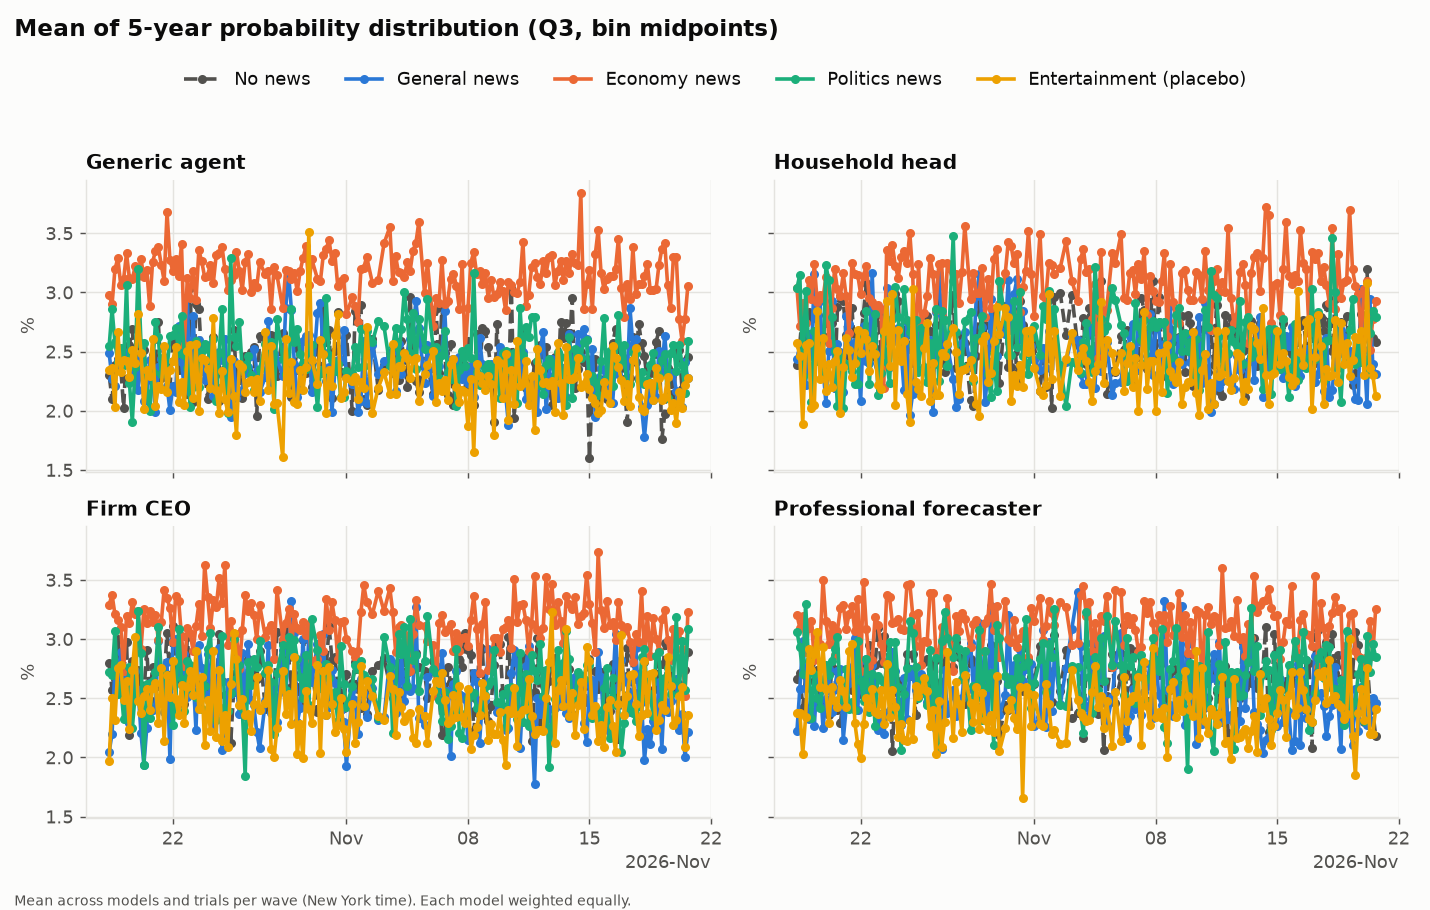 Mean of 5-year probability distribution (Q3, bin midpoints)
No news General news Economy news Politics news Entertainment (placebo)
Generic agent
Household head
%
3.5
3.0
2.5
2.0
1.5
%
Firm CEO
Professional forecaster
%
3.5
3.0
2.5
2.0
1.5
%
22 Nov 08 15 22
2026-Nov
22 Nov 08 15 22
2026-Nov
Mean across models and trials per wave (New York time). Each model weighted equally.